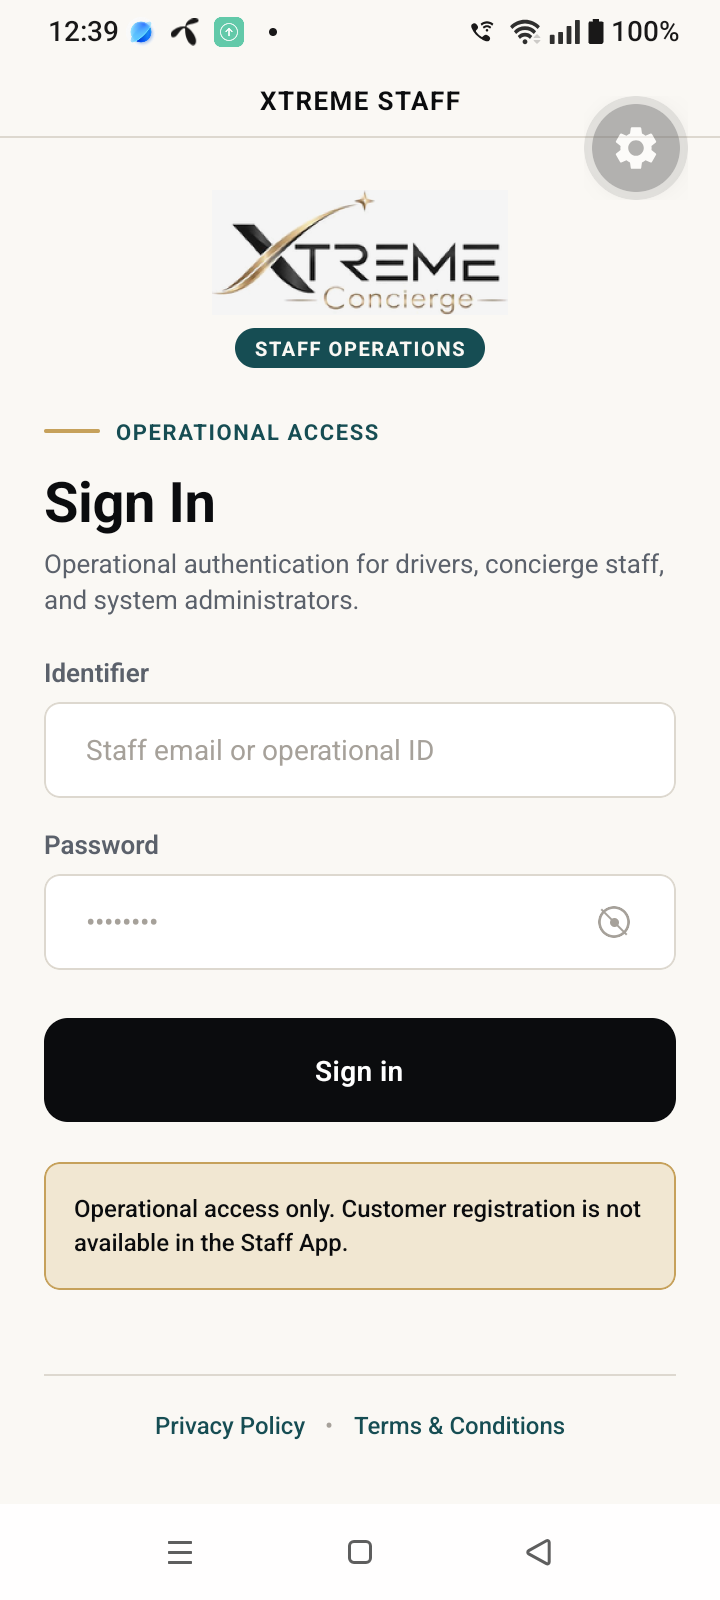 12:39
100%
XTREME STAFF
XTREME
Concierge
STAFF OPERATIONS
OPERATIONAL ACCESS
Sign In
Operational authentication for drivers, concierge staff,
and system administrators.
Identifier
Staff email or operational ID
Password
••••••••
Sign in
Operational access only. Customer registration is not
available in the Staff App.
Privacy Policy • Terms & Conditions